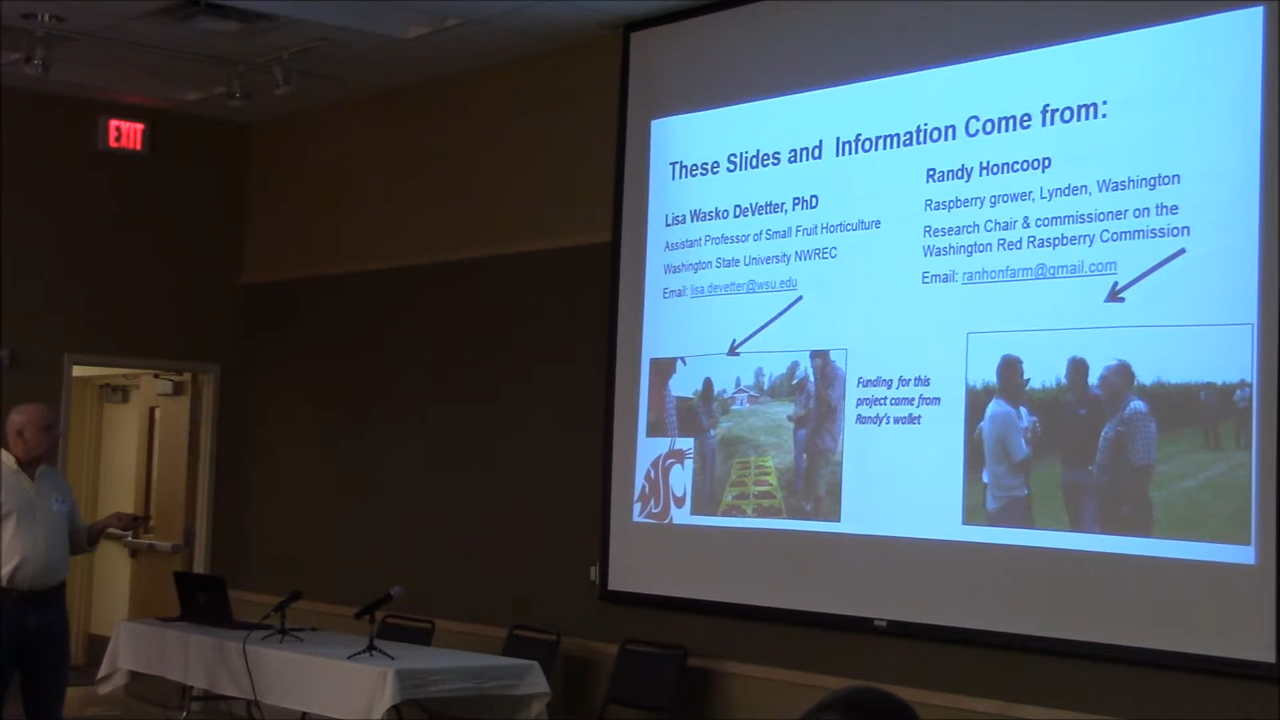 EXIT
These Slides and Information Come from:
Lisa Wasko DeVetter, PhD
Assistant Professor of Small Fruit Horticulture
Washington State University NWREC
Email: lisa.devetter@wsu.edu
Randy Honcoop
Raspberry grower, Lynden, Washington
Research Chair & commissioner on the
Washington Red Raspberry Commission
Email: ranhonfarm@gmail.com
Funding for this
project came from
Randy's wallet